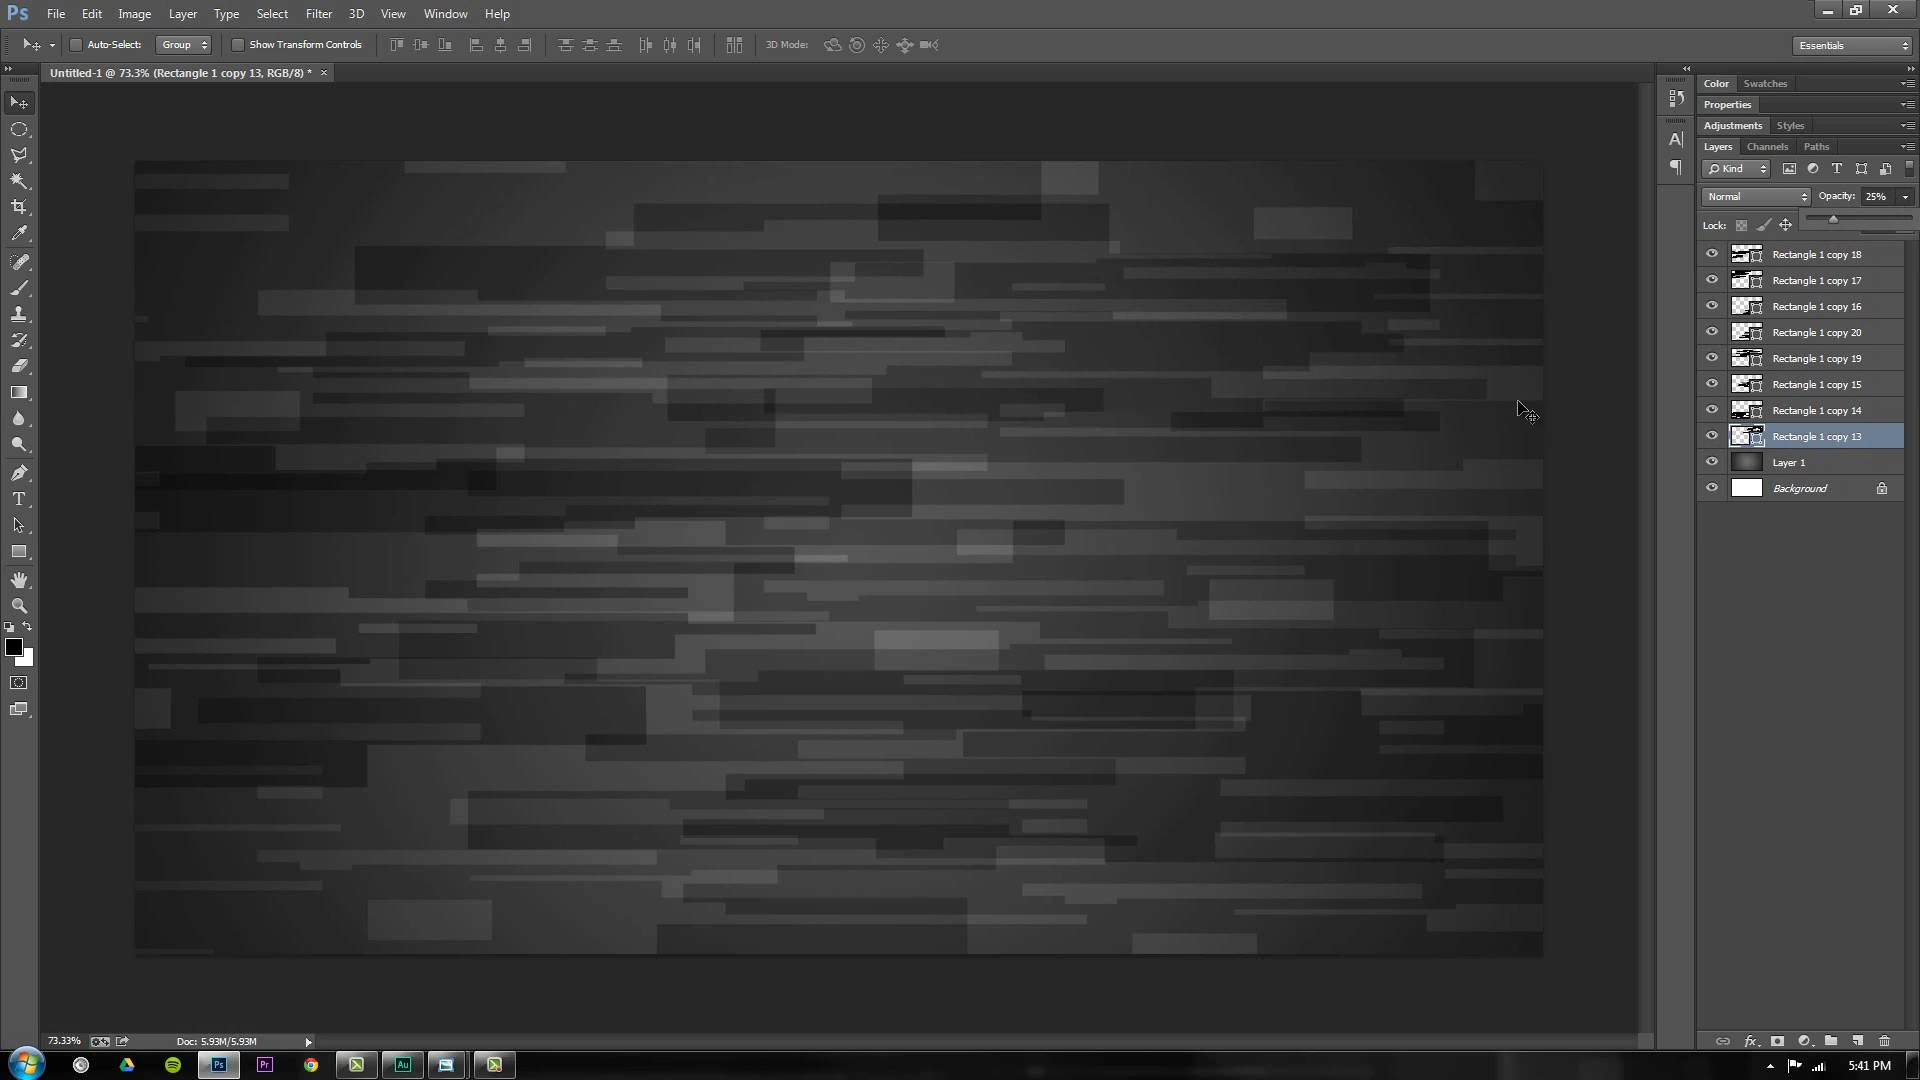 Ps File Edit Image Layer Type Select Filter 3D View Window Help
Auto-Select: Group Show Transform Controls 3D Mode: Essentials
Untitled-1 @ 73.3% (Rectangle 1 copy 13, RGB/8) * ×
Color Swatches
Properties
Adjustments Styles
Layers Channels Paths
Kind
Normal Opacity: 25%
Lock:
Rectangle 1 copy 18
Rectangle 1 copy 17
Rectangle 1 copy 16
Rectangle 1 copy 20
Rectangle 1 copy 19
Rectangle 1 copy 15
Rectangle 1 copy 14
Rectangle 1 copy 13
Layer 1
Background
73.33% Doc: 5.93M/5.93M
Ps Pr Au 5:41 PM